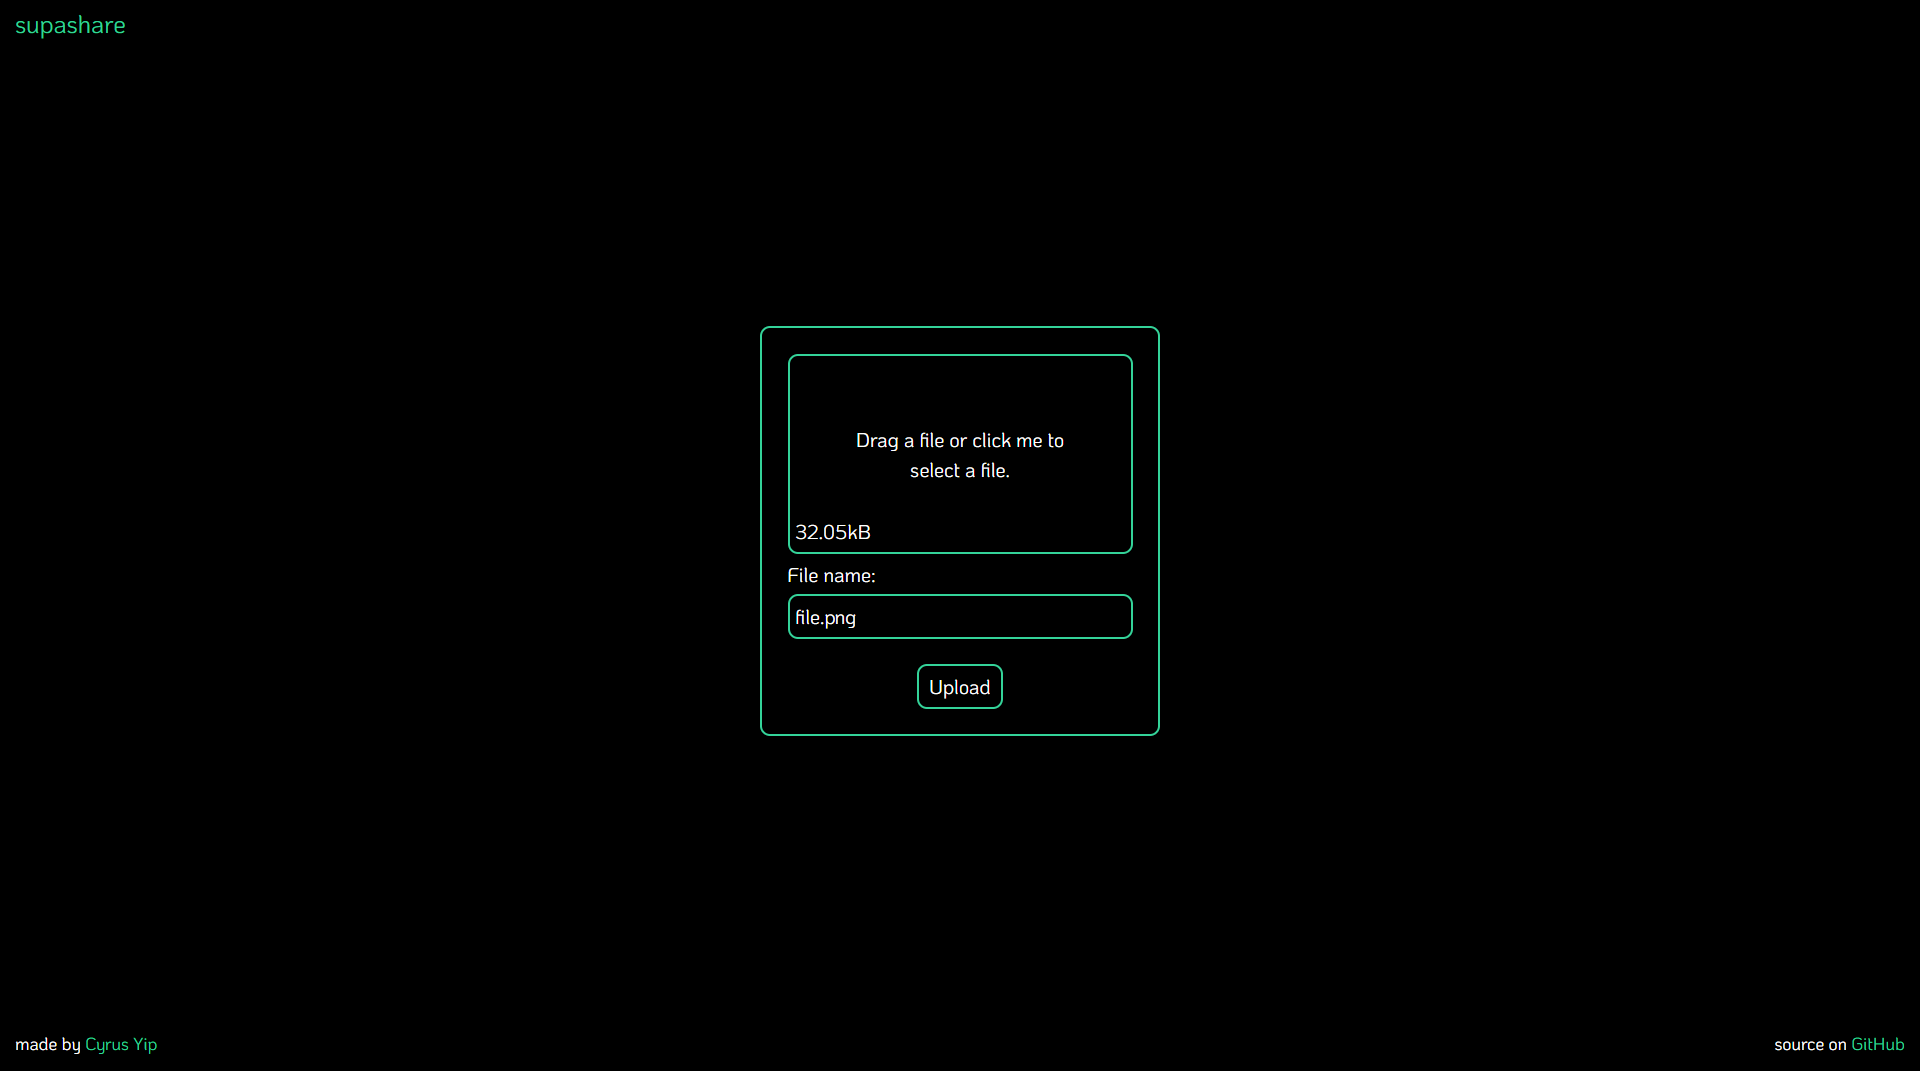 supashare
Drag a file or click me to
select a file.
32.05kB
File name:
file.png
Upload
made by Cyrus Yip
source on GitHub